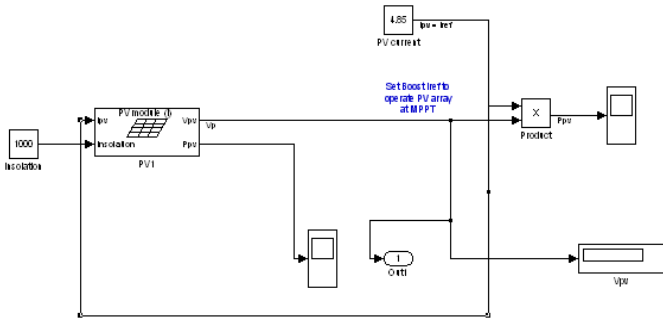 4.85
Ipv = Iref
PV current
Set Boost Iref to
operate PV array
at MPPT
PV module (I)
Ipv
Vpv
Vp
X
Ppv
1000
Insolation
Ppv
Product
Insolation
PV1
1
Out1
Vpv